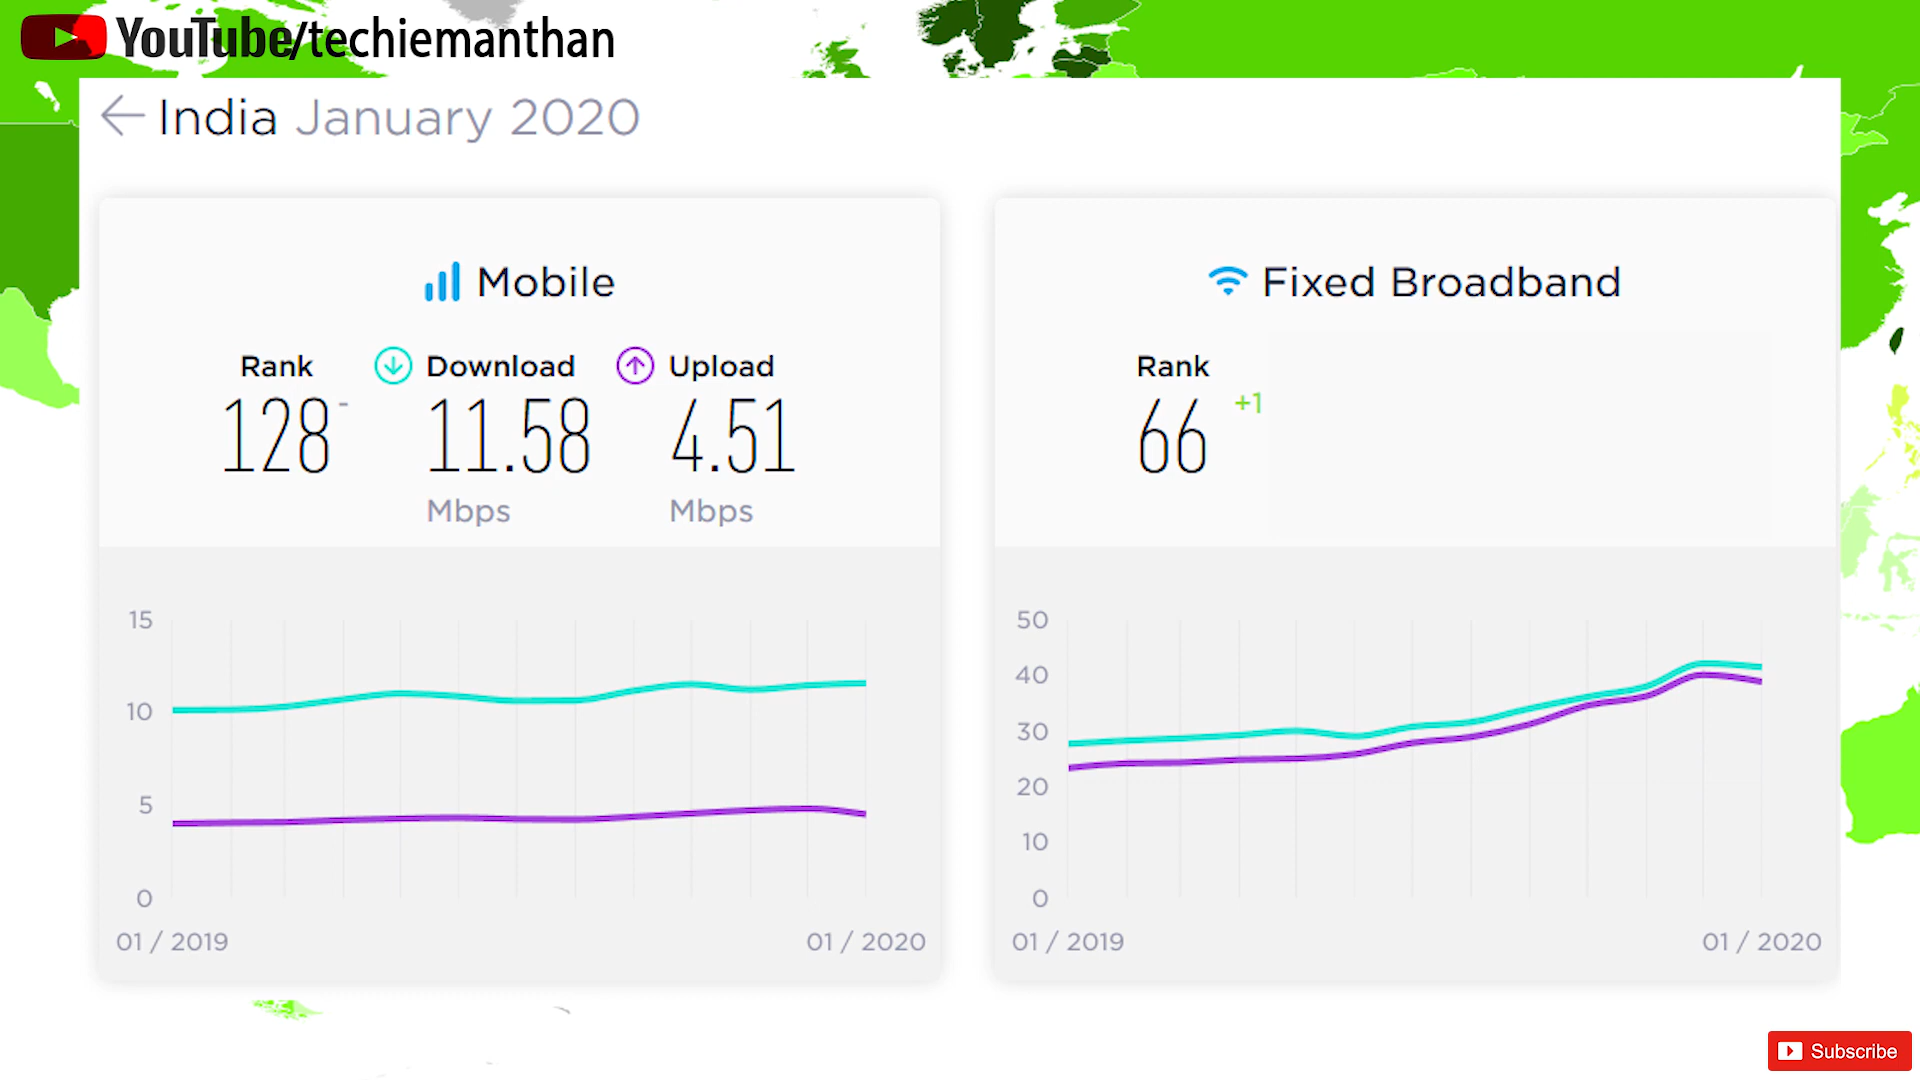 YouTube/techiemanthan
India January 2020
Mobile
Rank Download Upload
128 - 11.58 4.51
Mbps Mbps
15
10
5
0
01 / 2019 01 / 2020
Fixed Broadband
Rank
66 +1
50
40
30
20
10
0
01 / 2019 01 / 2020
Subscribe